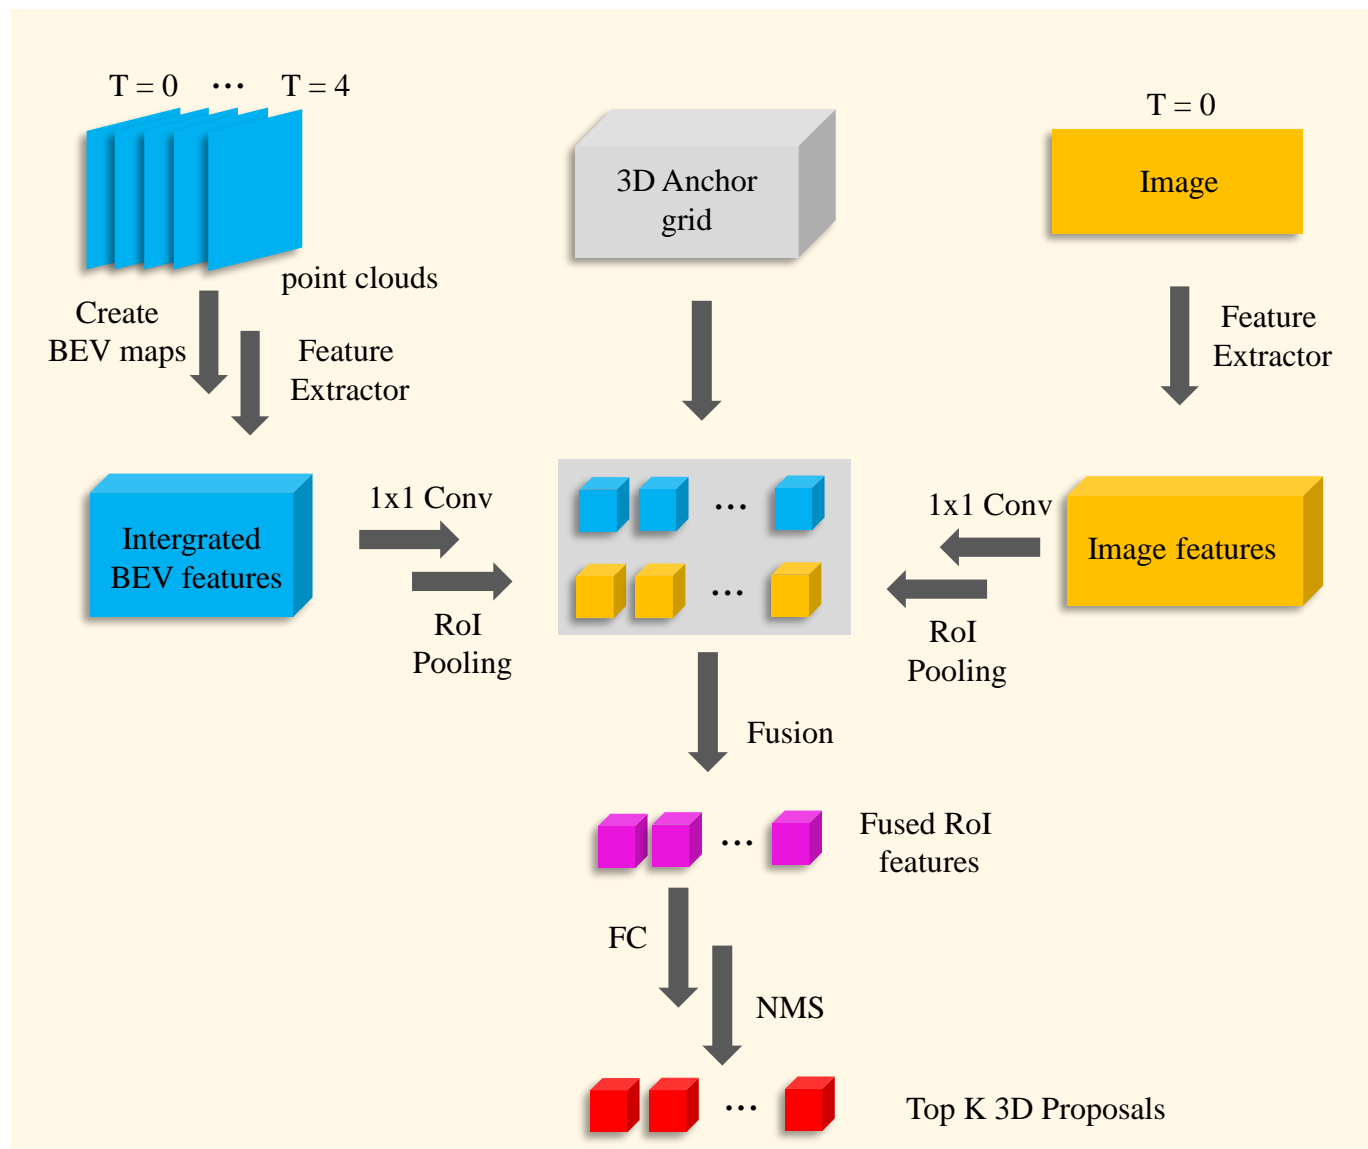 T = 0 ... T = 4
point clouds
Create
BEV maps
Feature
Extractor
3D Anchor
grid
T = 0
Image
Feature
Extractor
Intergrated
BEV features
1x1 Conv
RoI
Pooling
...
...
1x1 Conv
RoI
Pooling
Image features
Fusion
...
Fused RoI
features
FC
NMS
...
Top K 3D Proposals